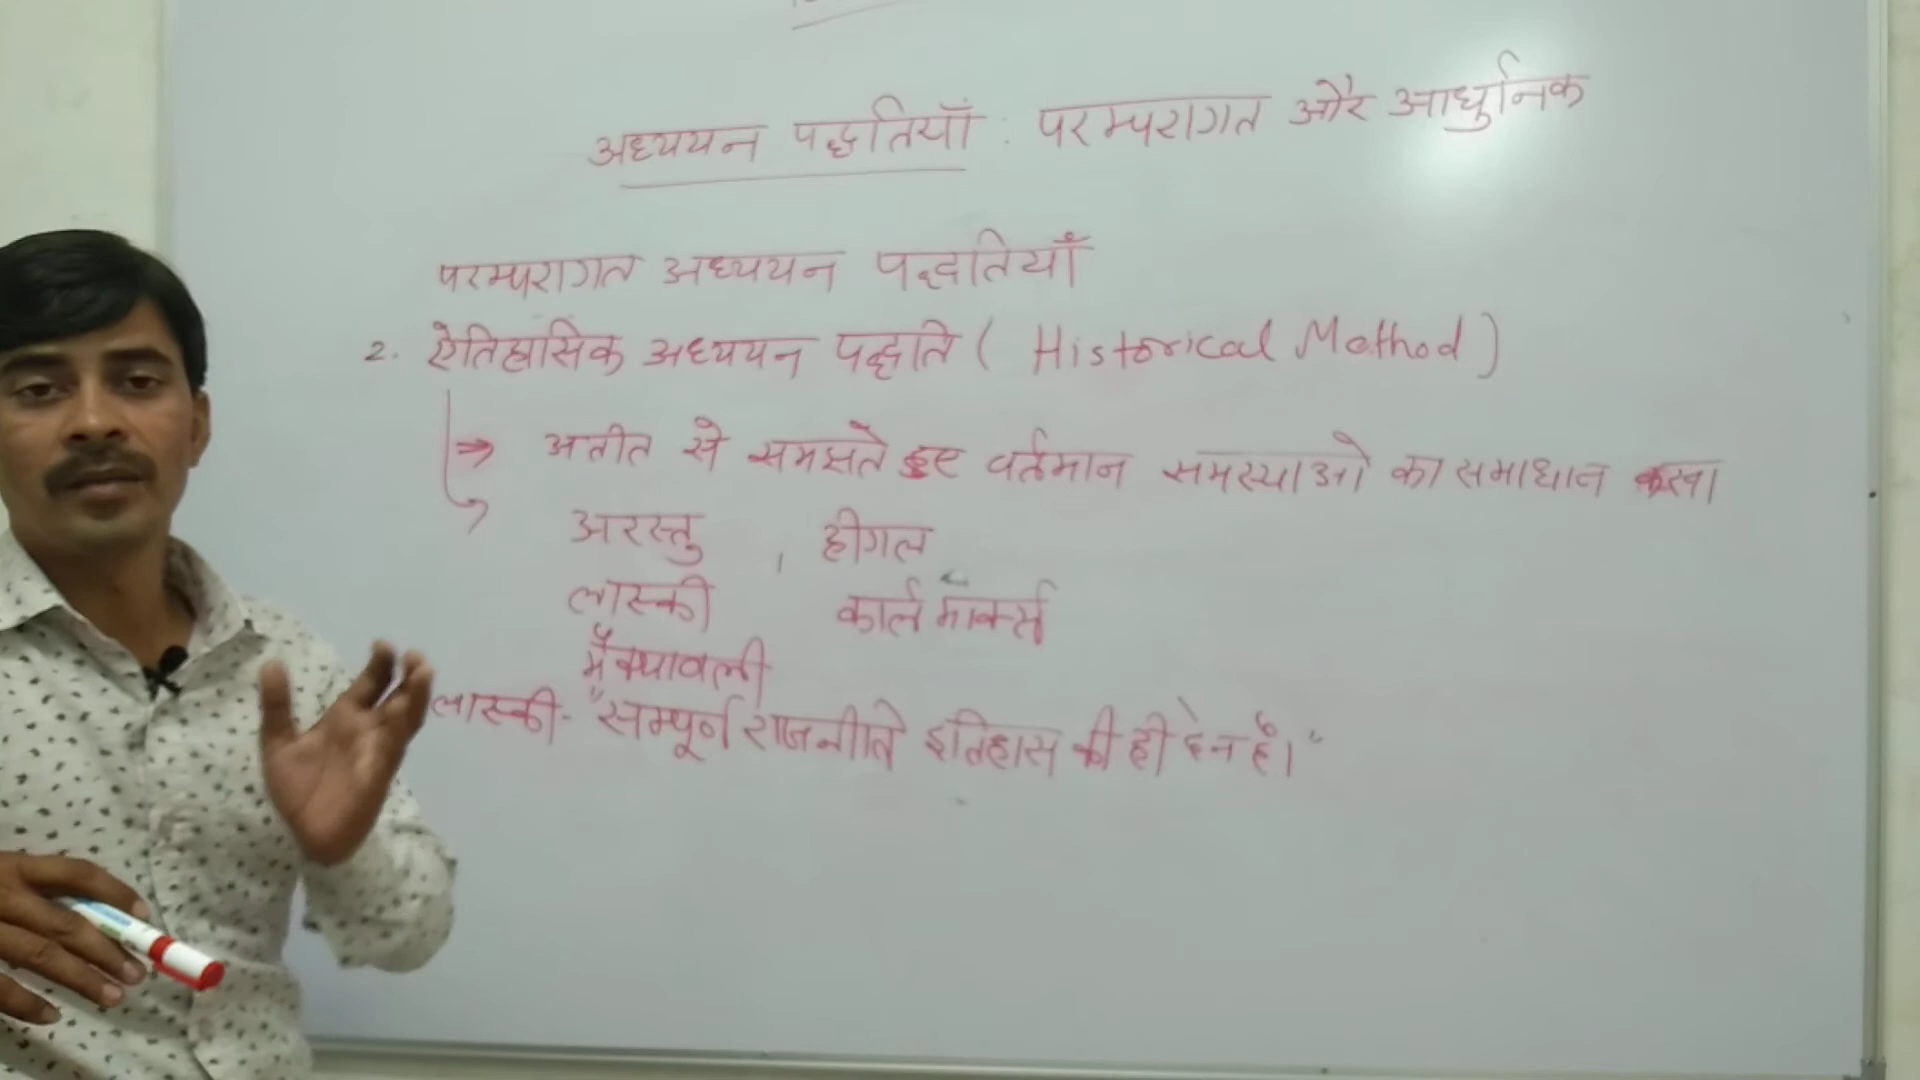 अध्ययन पद्धतियाँ : परम्परागत और आधुनिक
परम्परागत अध्ययन पद्धतियाँ
2. ऐतिहासिक अध्ययन पद्धति ( Historical Method )
⇒ अतीत से समझते हुए वर्तमान समस्याओ का समाधान करना
अरस्तु , हीगल
लास्की कार्ल मार्क्स
मैक्यावली
लास्की - "सम्पूर्ण राजनीति इतिहास की ही देन है।"